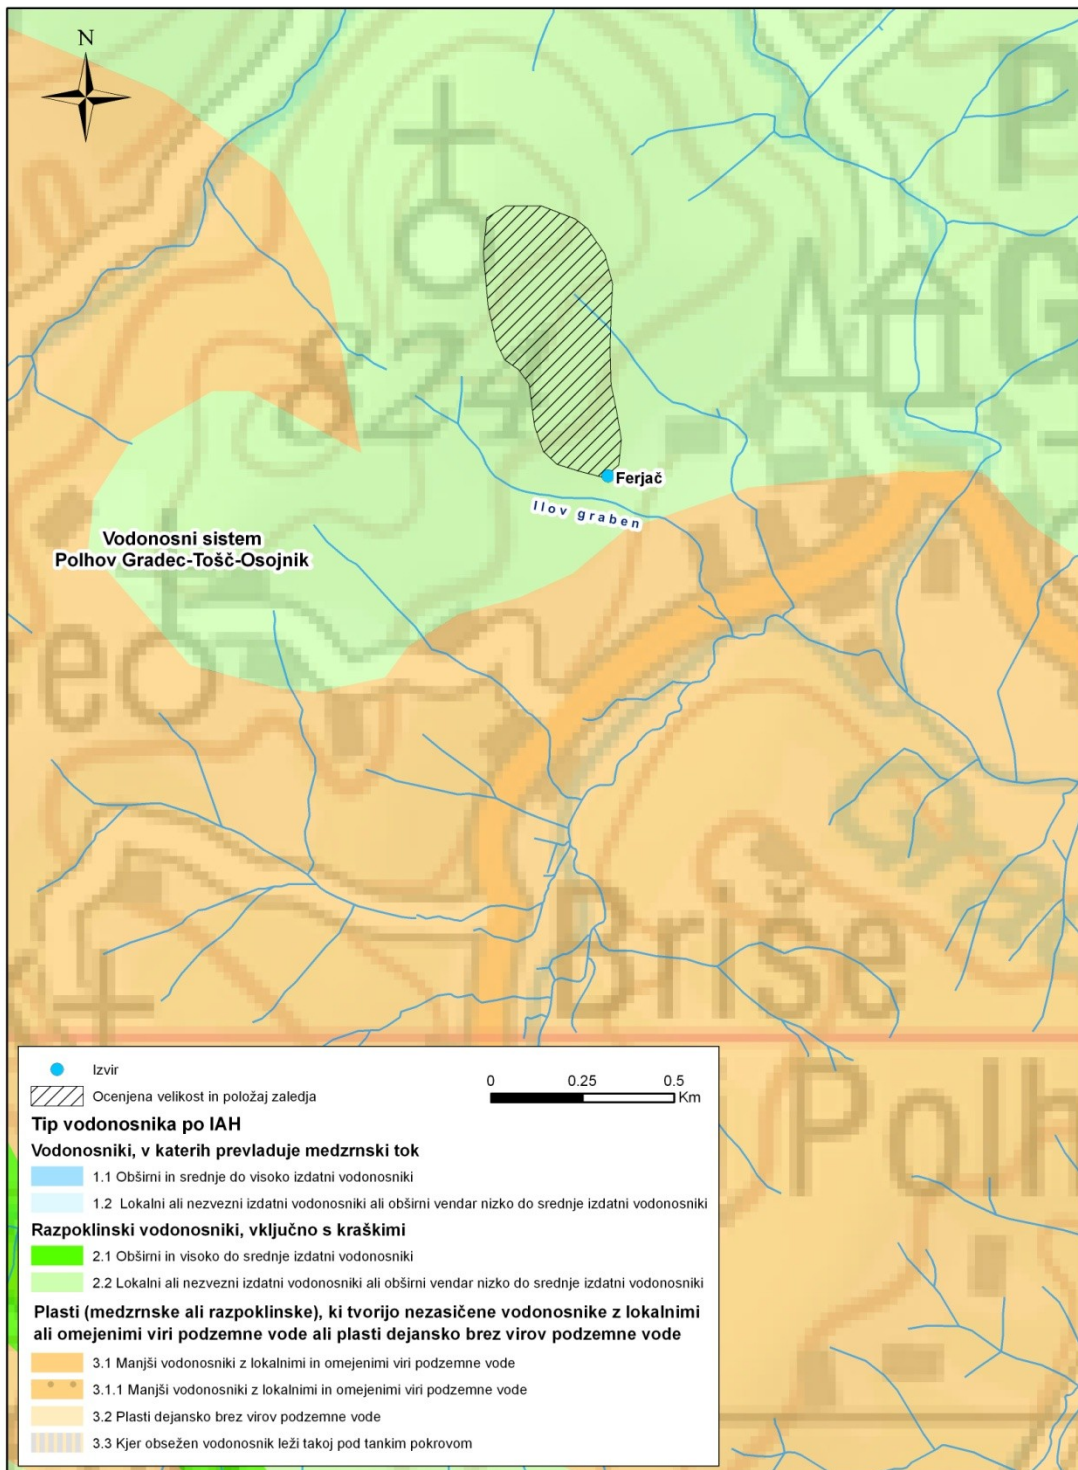 N
P
G
824
Ferjač
Ilov graben
Vodonosni sistem
Polhov Gradec-Tošč-Osojnik
Briše
Polh
Izvir
Ocenjena velikost in položaj zaledja
0 0.25 0.5
Km
Tip vodonosnika po IAH
Vodonosniki, v katerih prevladuje medzrnski tok
1.1 Obširni in srednje do visoko izdatni vodonosniki
1.2 Lokalni ali nezvezni izdatni vodonosniki ali obširni vendar nizko do srednje izdatni vodonosniki
Razpoklinski vodonosniki, vključno s kraškimi
2.1 Obširni in visoko do srednje izdatni vodonosniki
2.2 Lokalni ali nezvezni izdatni vodonosniki ali obširni vendar nizko do srednje izdatni vodonosniki
Plasti (medzrnske ali razpoklinske), ki tvorijo nezasičene vodonosnike z lokalnimi
ali omejenimi viri podzemne vode ali plasti dejansko brez virov podzemne vode
3.1 Manjši vodonosniki z lokalnimi in omejenimi viri podzemne vode
3.1.1 Manjši vodonosniki z lokalnimi in omejenimi viri podzemne vode
3.2 Plasti dejansko brez virov podzemne vode
3.3 Kjer obsežen vodonosnik leži takoj pod tankim pokrovom